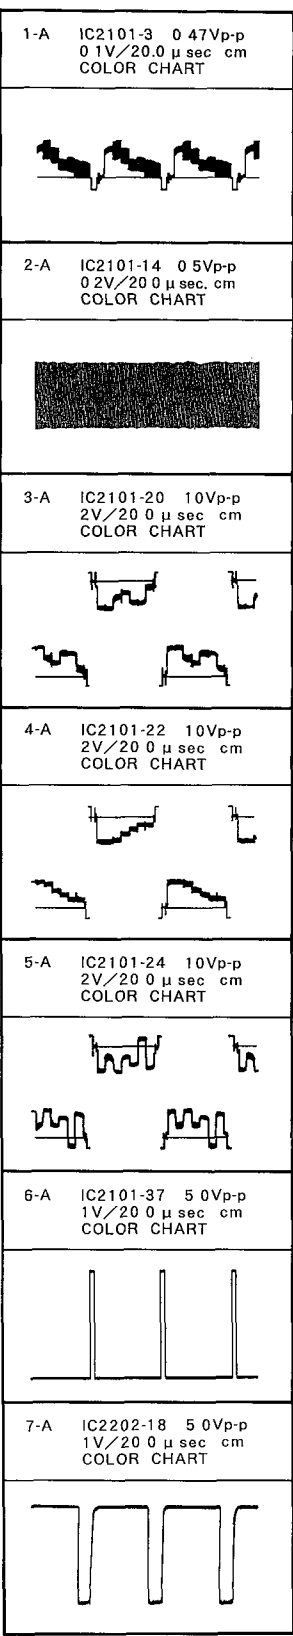 1-A IC2101-3 0 47Vp-p
0 1V/20.0 μ sec cm
COLOR CHART
2-A IC2101-14 0 5Vp-p
0 2V/20 0 μ sec. cm
COLOR CHART
3-A IC2101-20 10Vp-p
2V/20 0 μ sec cm
COLOR CHART
4-A IC2101-22 10Vp-p
2V/20 0 μ sec cm
COLOR CHART
5-A IC2101-24 10Vp-p
2V/20 0 μ sec cm
COLOR CHART
6-A IC2101-37 5 0Vp-p
1V/20 0 μ sec cm
COLOR CHART
7-A IC2202-18 5 0Vp-p
1V/20 0 μ sec cm
COLOR CHART